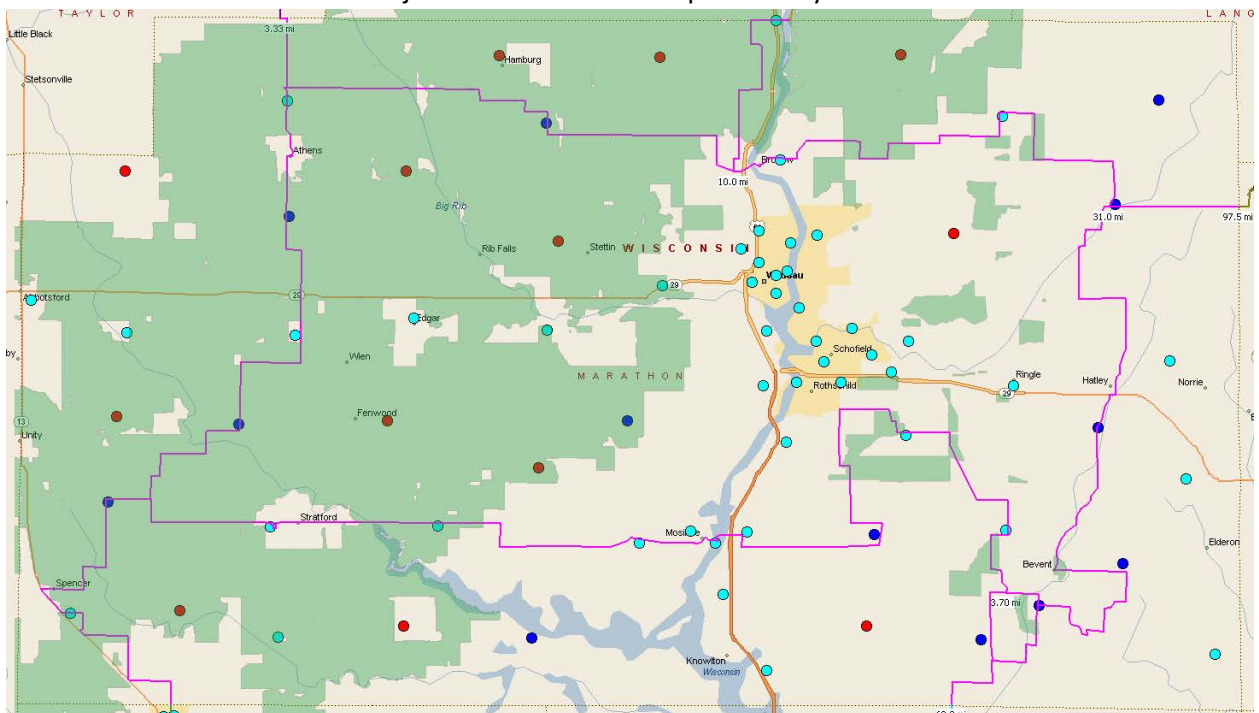 TAYLOR
LANG
Little Black
3.33 mi
Hamburg
Stetsonville
Athens
Brokaw
10.0 mi
Big Rib
31.0 mi
97.5 mi
Rib Falls
Stettin
WISCONSIN
29
Wausau
Abbotsford
29
Edgar
Schofield
Wien
MARATHON
Ringle
Hatley
Norrie
Rothschild
29
Fenwood
13
Unity
Stratford
Mosinee
Elderon
Bevent
Spencer
3.70 mi
Knowlton
Wisconsin